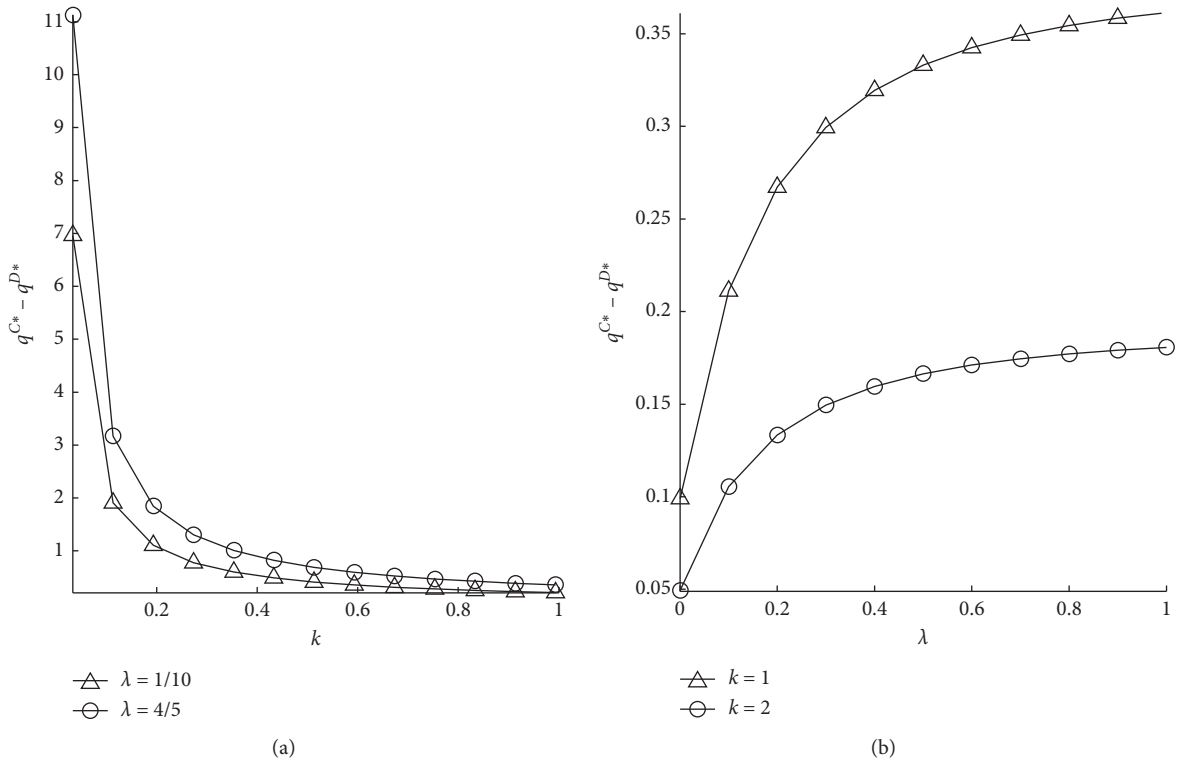 11
10
9
8
7
6
5
4
3
2
1
q^{C*} – q^{D*}
0.2 0.4 0.6 0.8 1
k
λ = 1/10
λ = 4/5
(a)
0.35
0.3
0.25
0.2
0.15
0.1
0.05
q^{C*} – q^{D*}
0 0.2 0.4 0.6 0.8 1
λ
k = 1
k = 2
(b)